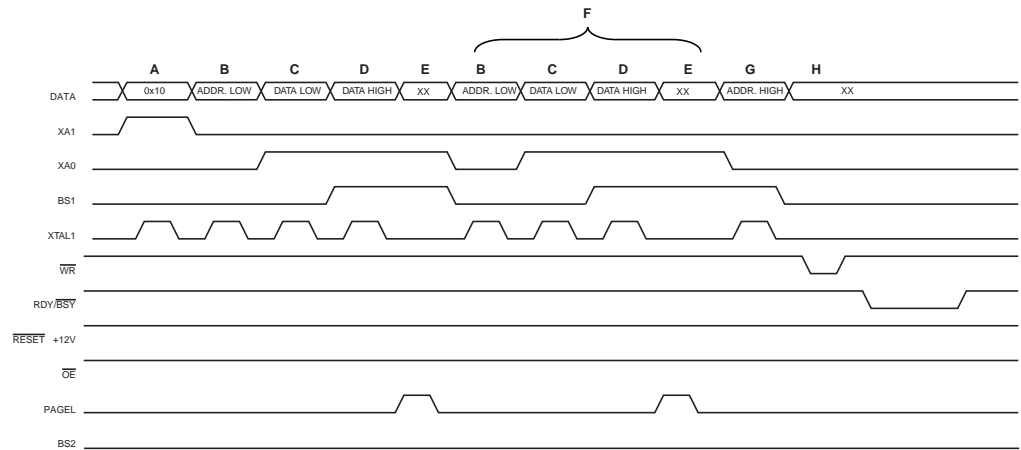 F
A B C D E B C D E G H
DATA 0x10 ADDR. LOW DATA LOW DATA HIGH XX ADDR. LOW DATA LOW DATA HIGH XX ADDR. HIGH XX
XA1
XA0
BS1
XTAL1
WR
RDY/BSY
RESET +12V
OE
PAGEL
BS2